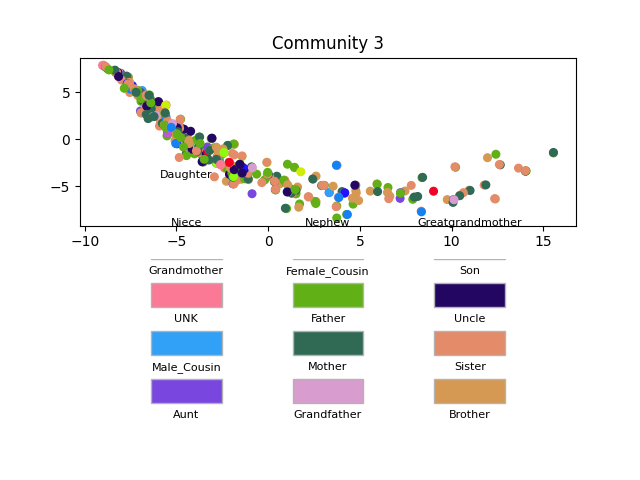 Community 3
5
0
−5
Daughter
Niece Nephew Greatgrandmother
−10 −5 0 5 10 15
Grandmother Female_Cousin Son
UNK Father Uncle
Male_Cousin Mother Sister
Aunt Grandfather Brother